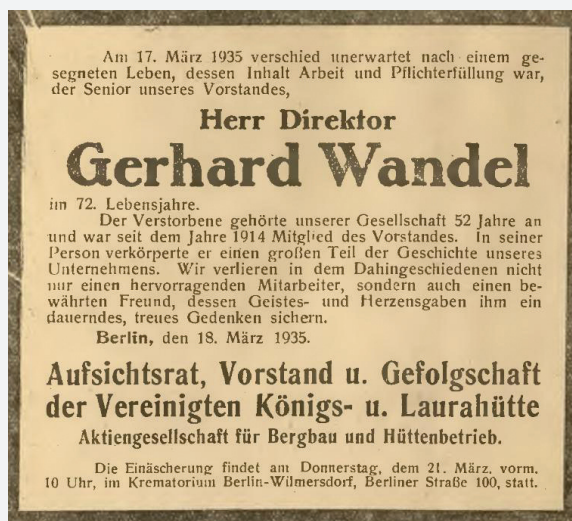 Am 17. März 1935 verschied unerwartet nach einem ge-
segneten Leben, dessen Inhalt Arbeit und Pflichterfüllung war,
der Senior unseres Vorstandes,
Herr Direktor
Gerhard Wandel
im 72. Lebensjahre.
Der Verstorbene gehörte unserer Gesellschaft 52 Jahre an
und war seit dem Jahre 1914 Mitglied des Vorstandes. In seiner
Person verkörperte er einen großen Teil der Geschichte unseres
Unternehmens. Wir verlieren in dem Dahingeschiedenen nicht
nur einen hervorragenden Mitarbeiter, sondern auch einen be-
währten Freund, dessen Geistes- und Herzensgaben ihm ein
dauerndes, treues Gedenken sichern.
Berlin, den 18. März 1935.
Aufsichtsrat, Vorstand u. Gefolgschaft
der Vereinigten Königs- u. Laurahütte
Aktiengesellschaft für Bergbau und Hüttenbetrieb.
Die Einäscherung findet am Donnerstag, dem 21. März, vorm.
10 Uhr, im Krematorium Berlin-Wilmersdorf, Berliner Straße 100, statt.